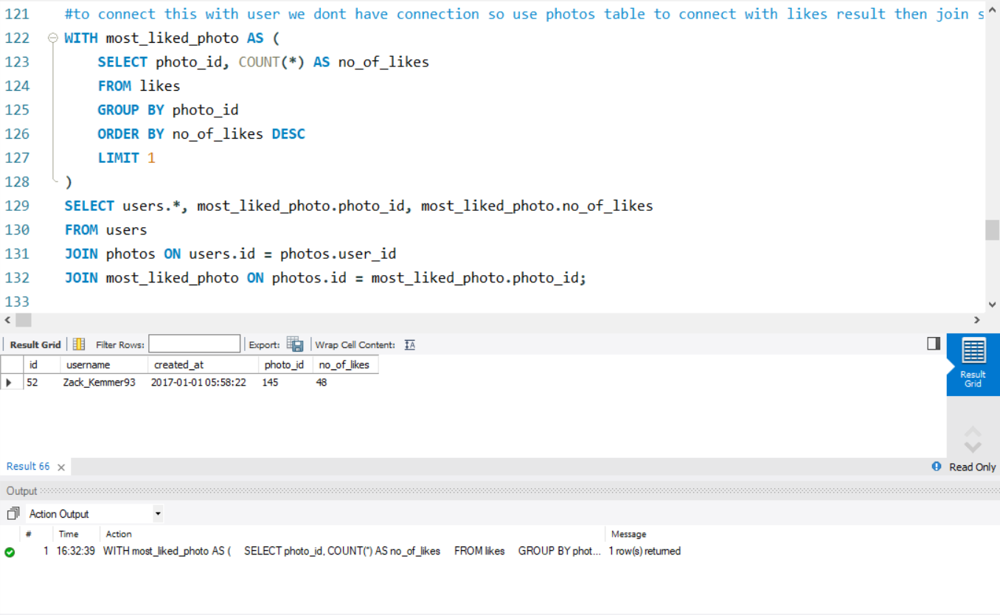 121 #to connect this with user we dont have connection so use photos table to connect with likes result then join s
122 WITH most_liked_photo AS (
123 SELECT photo_id, COUNT(*) AS no_of_likes
124 FROM likes
125 GROUP BY photo_id
126 ORDER BY no_of_likes DESC
127 LIMIT 1
128 )
129 SELECT users.*, most_liked_photo.photo_id, most_liked_photo.no_of_likes
130 FROM users
131 JOIN photos ON users.id = photos.user_id
132 JOIN most_liked_photo ON photos.id = most_liked_photo.photo_id;
133
Result Grid Filter Rows: Export: Wrap Cell Content: IA
id username created_at photo_id no_of_likes
52 Zack_Kemmer93 2017-01-01 05:58:22 145 48
Result
Grid
Result 66 Read Only
Output
Action Output
# Time Action Message
1 16:32:39 WITH most_liked_photo AS ( SELECT photo_id, COUNT(*) AS no_of_likes FROM likes GROUP BY phot... 1 row(s) returned